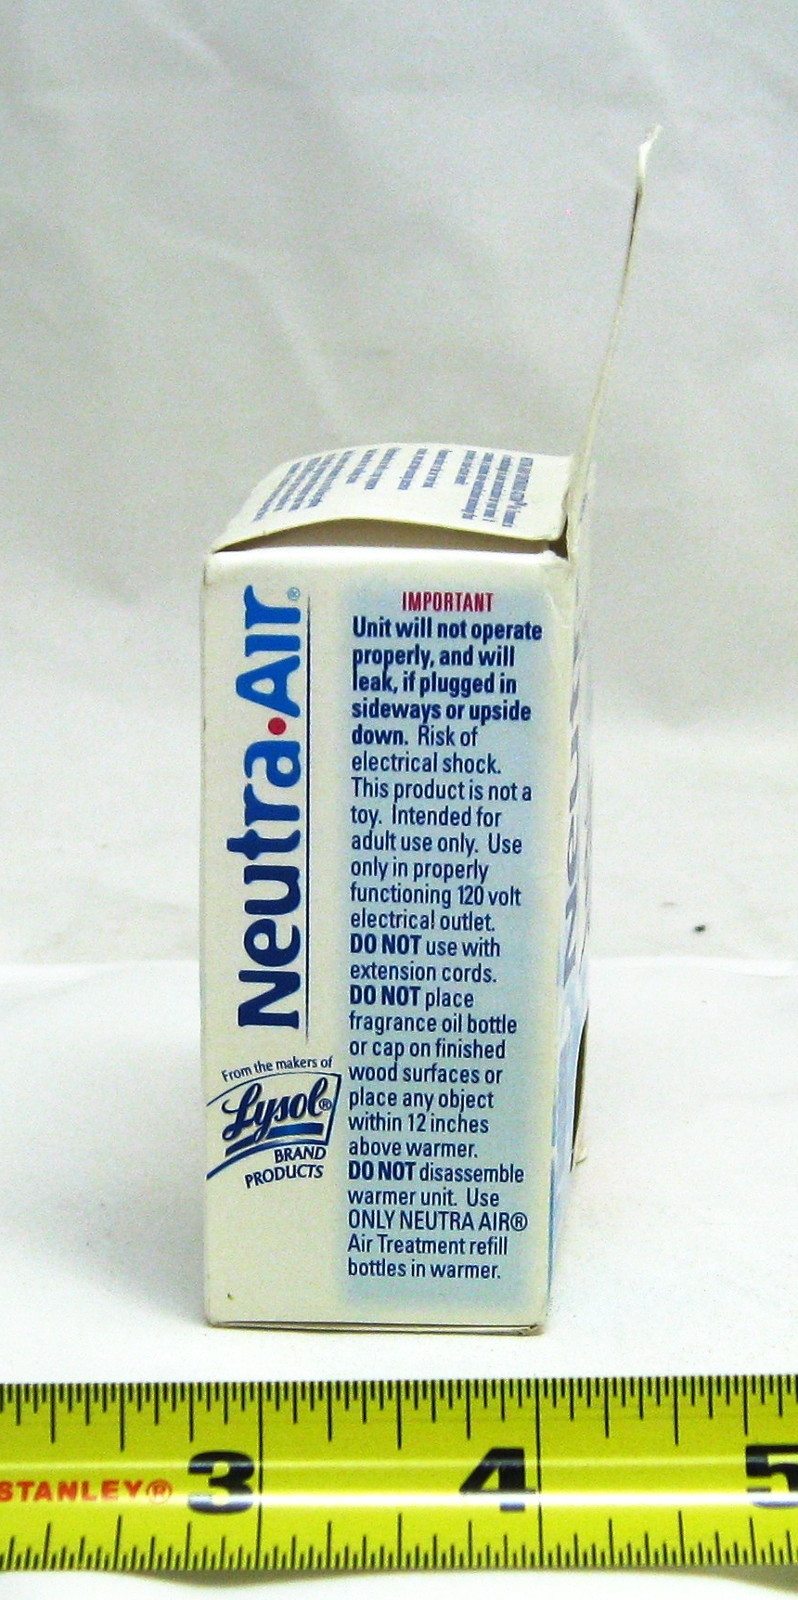 Neutra•Air®
From the makers of
Lysol®
BRAND
PRODUCTS
IMPORTANT
Unit will not operate
properly, and will
leak, if plugged in
sideways or upside
down. Risk of
electrical shock.
This product is not a
toy. Intended for
adult use only. Use
only in properly
functioning 120 volt
electrical outlet.
DO NOT use with
extension cords.
DO NOT place
fragrance oil bottle
or cap on finished
wood surfaces or
place any object
within 12 inches
above warmer.
DO NOT disassemble
warmer unit. Use
ONLY NEUTRA AIR®
Air Treatment refill
bottles in warmer.
STANLEY® 3 4 5